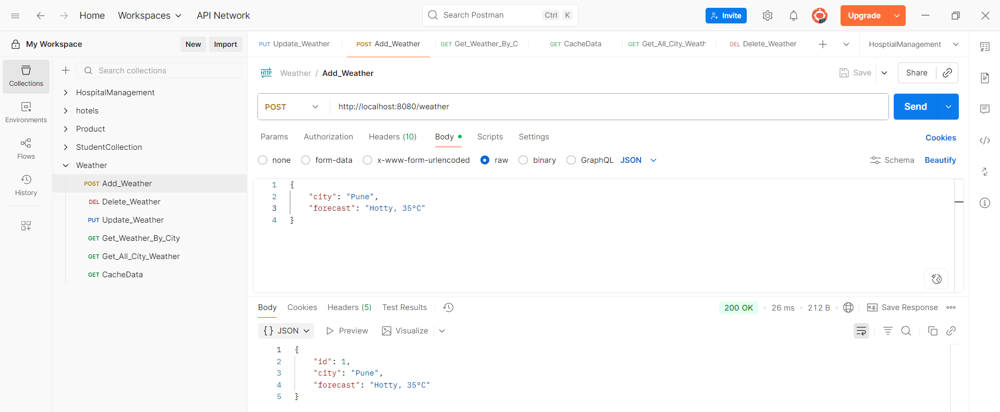 Home Workspaces API Network Search Postman Ctrl K Invite Upgrade
My Workspace New Import
PUT Update_Weather POST Add_Weather GET Get_Weather_By_C GET CacheData GET Get_All_City_Weath DEL Delete_Weather HosptialManagement
Collections
Environments
Flows
History
Search collections
HospitalManagement
hotels
Product
StudentCollection
Weather
POST Add_Weather
DEL Delete_Weather
PUT Update_Weather
GET Get_Weather_By_City
GET Get_All_City_Weather
GET CacheData
HTTP Weather / Add_Weather Save Share
POST http://localhost:8080/weather Send
Params Authorization Headers (10) Body Scripts Settings Cookies
none form-data x-www-form-urlencoded raw binary GraphQL JSON Schema Beautify
1 {
2 "city": "Pune",
3 "forecast": "Hotty, 35°C"
4 }
Body Cookies Headers (5) Test Results 200 OK 26 ms 212 B e.g. Save Response
{} JSON Preview Visualize
1 {
2 "id": 1,
3 "city": "Pune",
4 "forecast": "Hotty, 35°C"
5 }